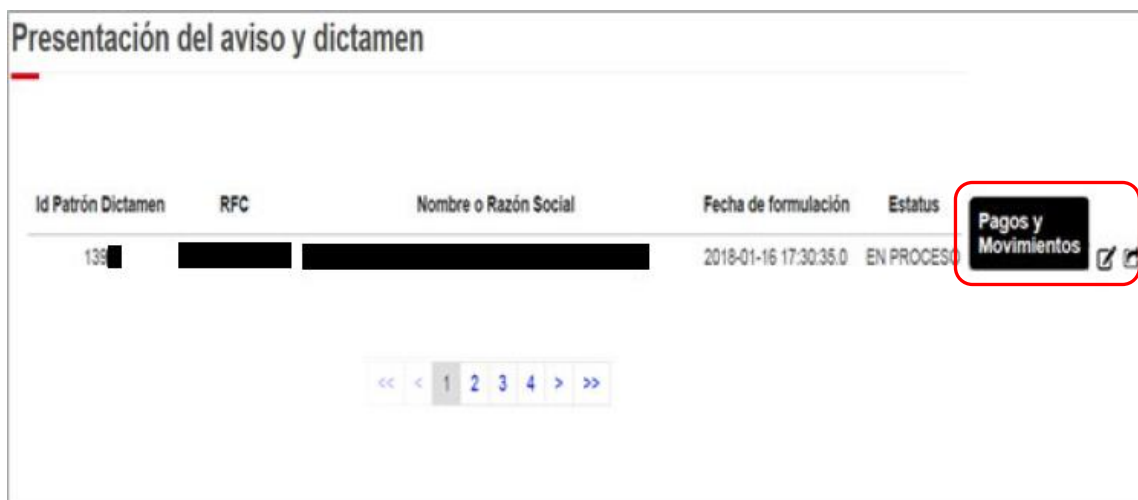 Presentación del aviso y dictamen
Id Patrón Dictamen RFC Nombre o Razón Social Fecha de formulación Estatus
Pagos y
Movimientos
139 2018-01-16 17:30:35.0 EN PROCESO
<< < 1 2 3 4 > >>